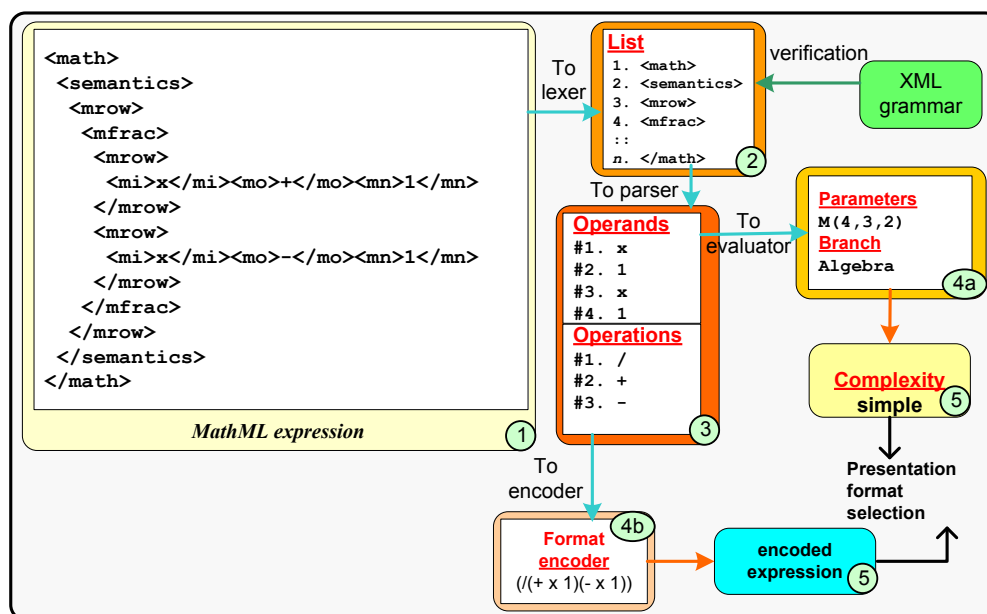 <math>
<semantics>
<mrow>
<mfrac>
<mrow>
<mi>x</mi><mo>+</mo><mn>1</mn>
</mrow>
<mrow>
<mi>x</mi><mo>-</mo><mn>1</mn>
</mrow>
</mfrac>
</mrow>
</semantics>
</math>
MathML expression
1
To
lexer
List
1. <math>
2. <semantics>
3. <mrow>
4. <mfrac>
::
n. </math>
2
verification
XML
grammar
To parser
Operands
#1. x
#2. 1
#3. x
#4. 1
Operations
#1. /
#2. +
#3. -
3
To
evaluator
Parameters
M(4,3,2)
Branch
Algebra
4a
Complexity
simple
5
Presentation
format
selection
To
encoder
4b
Format
encoder
(/(+ x 1)(- x 1))
encoded
expression
5